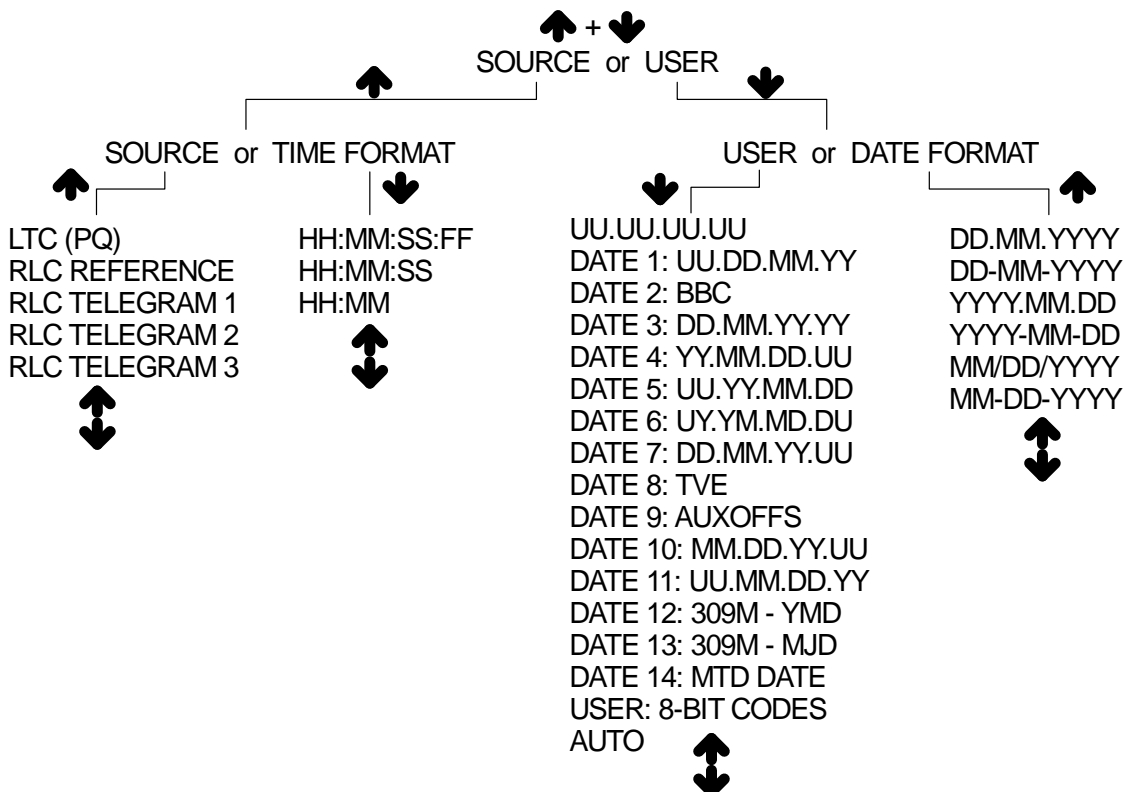 +
SOURCE or USER
SOURCE or TIME FORMAT
USER or DATE FORMAT
LTC (PQ)
RLC REFERENCE
RLC TELEGRAM 1
RLC TELEGRAM 2
RLC TELEGRAM 3
HH:MM:SS:FF
HH:MM:SS
HH:MM
UU.UU.UU.UU
DATE 1: UU.DD.MM.YY
DATE 2: BBC
DATE 3: DD.MM.YY.YY
DATE 4: YY.MM.DD.UU
DATE 5: UU.YY.MM.DD
DATE 6: UY.YM.MD.DU
DATE 7: DD.MM.YY.UU
DATE 8: TVE
DATE 9: AUXOFFS
DATE 10: MM.DD.YY.UU
DATE 11: UU.MM.DD.YY
DATE 12: 309M - YMD
DATE 13: 309M - MJD
DATE 14: MTD DATE
USER: 8-BIT CODES
AUTO
DD.MM.YYYY
DD-MM-YYYY
YYYY.MM.DD
YYYY-MM-DD
MM/DD/YYYY
MM-DD-YYYY